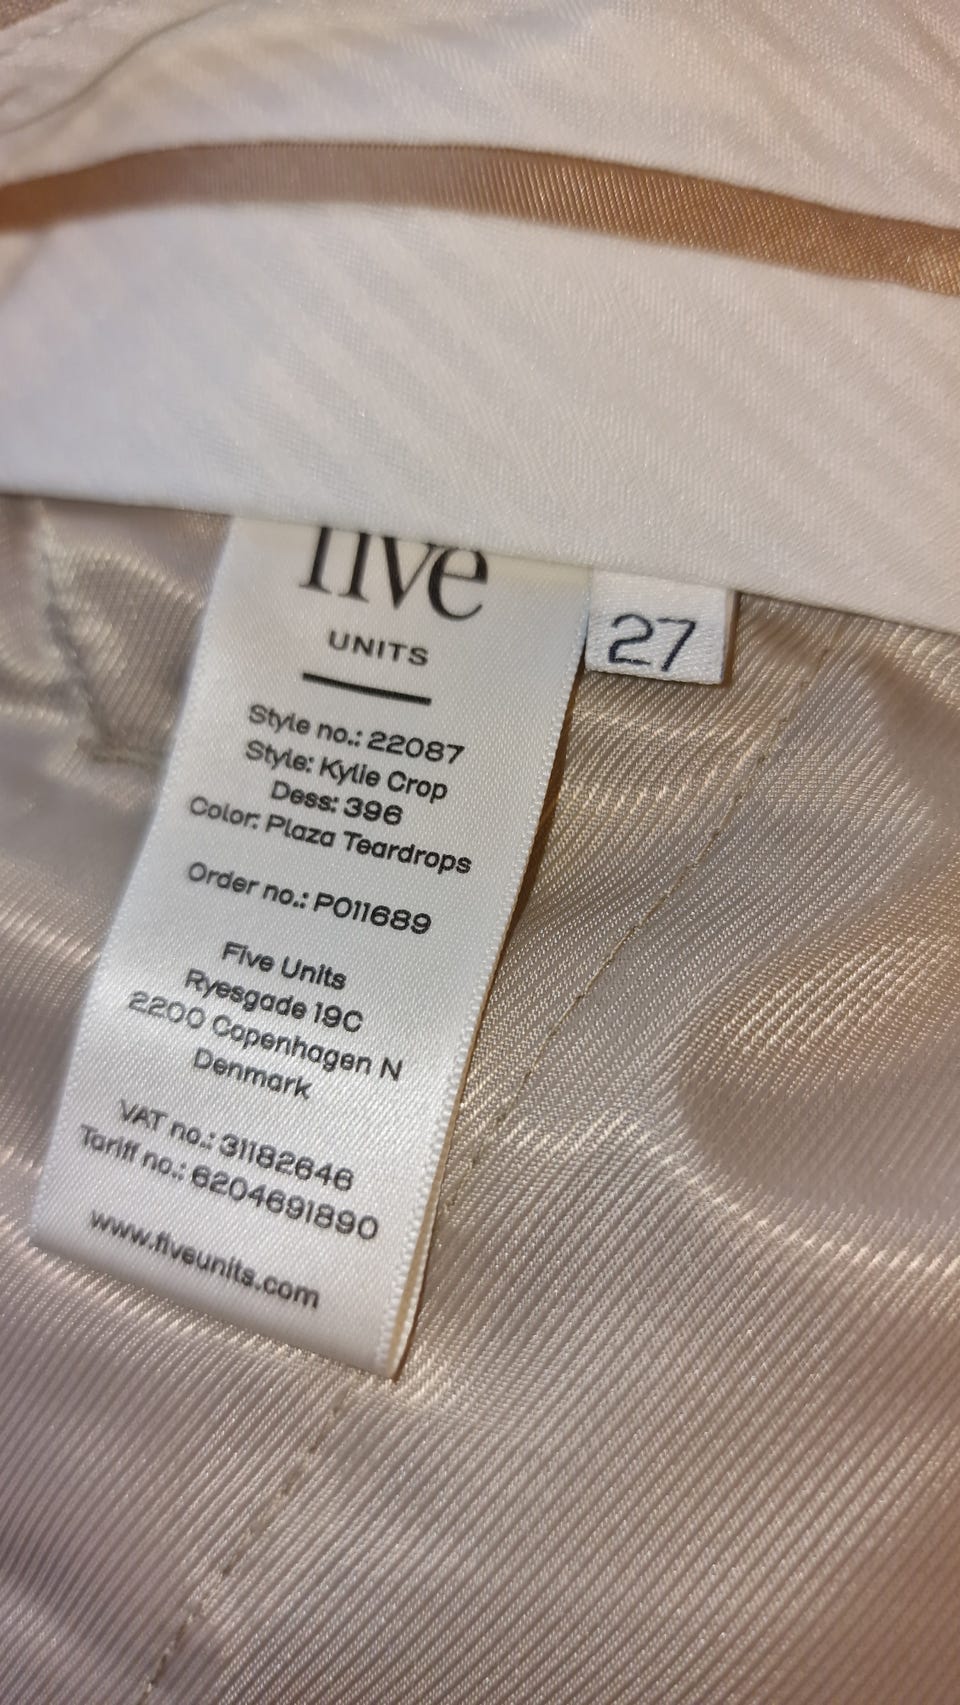 five
UNITS
27
Style no.: 22087
Style: Kylie Crop
Dess: 396
Color: Plaza Teardrops
Order no.: PO11689
Five Units
Ryesgade 19C
2200 Copenhagen N
Denmark
VAT no.: 31182646
Tariff no.: 6204691890
www.fiveunits.com